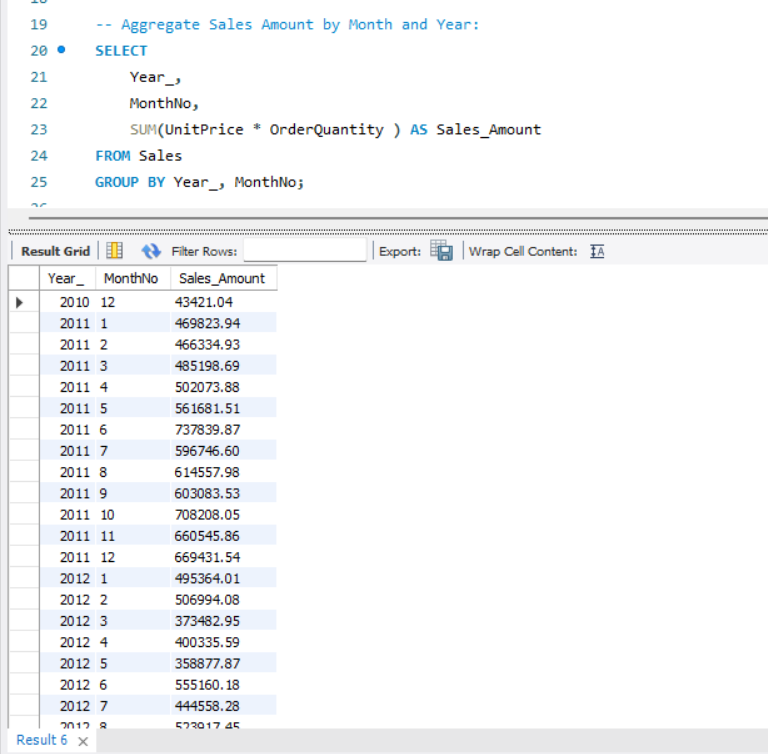 19 -- Aggregate Sales Amount by Month and Year:
20 SELECT
21 Year_,
22 MonthNo,
23 SUM(UnitPrice * OrderQuantity ) AS Sales_Amount
24 FROM Sales
25 GROUP BY Year_, MonthNo;
Result Grid Filter Rows: Export: Wrap Cell Content: IA
Year_ MonthNo Sales_Amount
2010 12 43421.04
2011 1 469823.94
2011 2 466334.93
2011 3 485198.69
2011 4 502073.88
2011 5 561681.51
2011 6 737839.87
2011 7 596746.60
2011 8 614557.98
2011 9 603083.53
2011 10 708208.05
2011 11 660545.86
2011 12 669431.54
2012 1 495364.01
2012 2 506994.08
2012 3 373482.95
2012 4 400335.59
2012 5 358877.87
2012 6 555160.18
2012 7 444558.28
2012 8 523917.45
Result 6